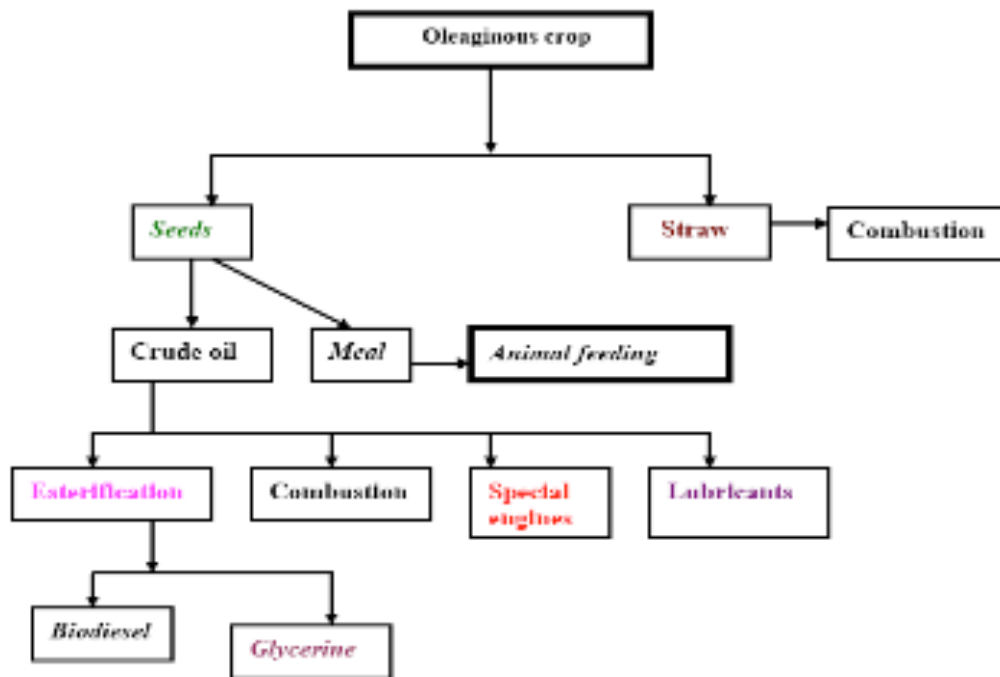 Oleaginous crop
Seeds
Straw
Combustion
Crude oil
Meal
Animal feeding
Esterification
Combustion
Special
engines
Lubricants
Biodiesel
Glycerine